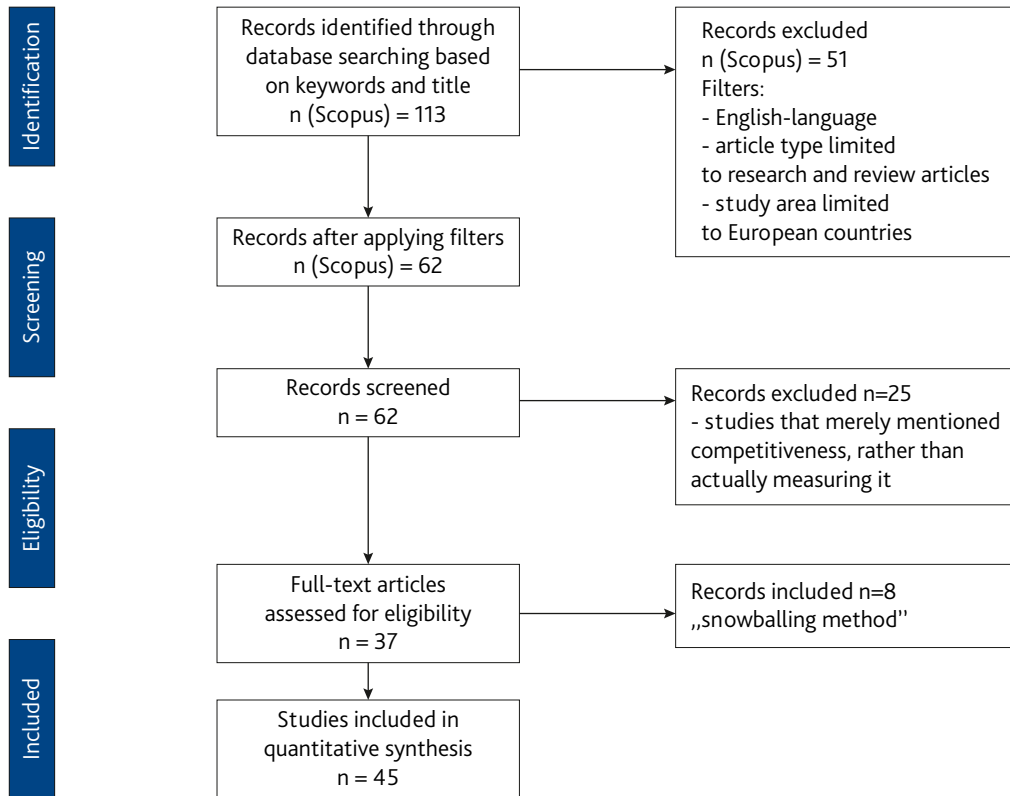 Identification
Records identified through
database searching based
on keywords and title
n (Scopus) = 113
Records excluded
n (Scopus) = 51
Filters:
- English-language
- article type limited
to research and review articles
- study area limited
to European countries
Screening
Records after applying filters
n (Scopus) = 62
Records screened
n = 62
Records excluded n=25
- studies that merely mentioned
competitiveness, rather than
actually measuring it
Eligibility
Full-text articles
assessed for eligibility
n = 37
Records included n=8
,,snowballing method''
Included
Studies included in
quantitative synthesis
n = 45